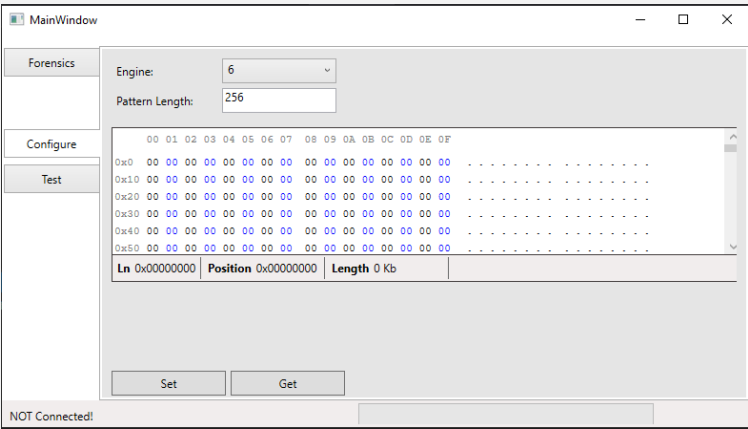 MainWindow
Forensics
Engine: 6
Pattern Length: 256
Configure
00 01 02 03 04 05 06 07 08 09 0A 0B 0C 0D 0E 0F
0x0 00 00 00 00 00 00 00 00 00 00 00 00 00 00 00 00 . . . . . . . . . . . . . . . .
Test
0x10 00 00 00 00 00 00 00 00 00 00 00 00 00 00 00 00 . . . . . . . . . . . . . . . .
0x20 00 00 00 00 00 00 00 00 00 00 00 00 00 00 00 00 . . . . . . . . . . . . . . . .
0x30 00 00 00 00 00 00 00 00 00 00 00 00 00 00 00 00 . . . . . . . . . . . . . . . .
0x40 00 00 00 00 00 00 00 00 00 00 00 00 00 00 00 00 . . . . . . . . . . . . . . . .
0x50 00 00 00 00 00 00 00 00 00 00 00 00 00 00 00 00 . . . . . . . . . . . . . . . .
Ln 0x00000000 Position 0x00000000 Length 0 Kb
Set Get
NOT Connected!